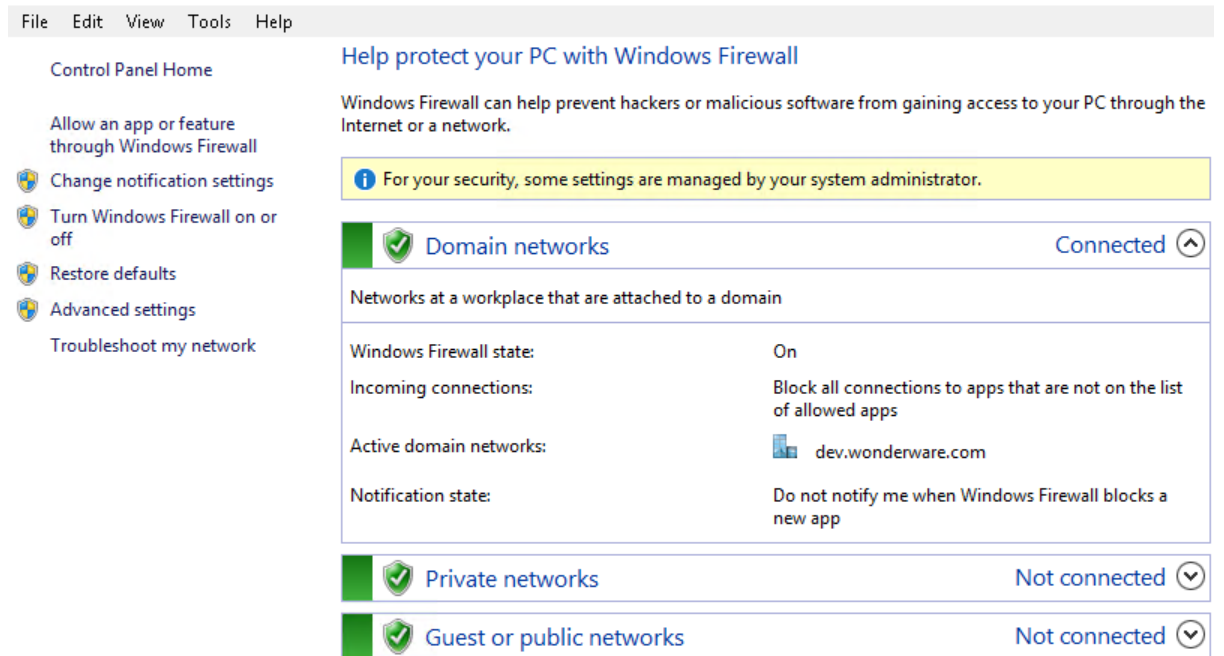 File Edit View Tools Help
Control Panel Home
Allow an app or feature
through Windows Firewall
Change notification settings
Turn Windows Firewall on or
off
Restore defaults
Advanced settings
Troubleshoot my network
Help protect your PC with Windows Firewall
Windows Firewall can help prevent hackers or malicious software from gaining access to your PC through the
Internet or a network.
For your security, some settings are managed by your system administrator.
Domain networks Connected
Networks at a workplace that are attached to a domain
Windows Firewall state: On
Incoming connections: Block all connections to apps that are not on the list
of allowed apps
Active domain networks: dev.wonderware.com
Notification state: Do not notify me when Windows Firewall blocks a
new app
Private networks Not connected
Guest or public networks Not connected